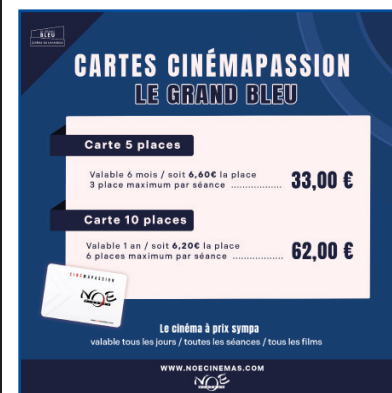 BLEU
CARTES CINÉMAPASSION
LE GRAND BLEU
Carte 5 places
Valable 6 mois / soit 6,60€ la place
3 place maximum par séance .................. 33,00 €
Carte 10 places
Valable 1 an / soit 6,20€ la place
6 places maximum par séance .................. 62,00 €
CINÉMAPASSION
NOE
CINEMAS
Le cinéma à prix sympa
valable tous les jours / toutes les séances / tous les films
WWW.NOECINEMAS.COM
NOE